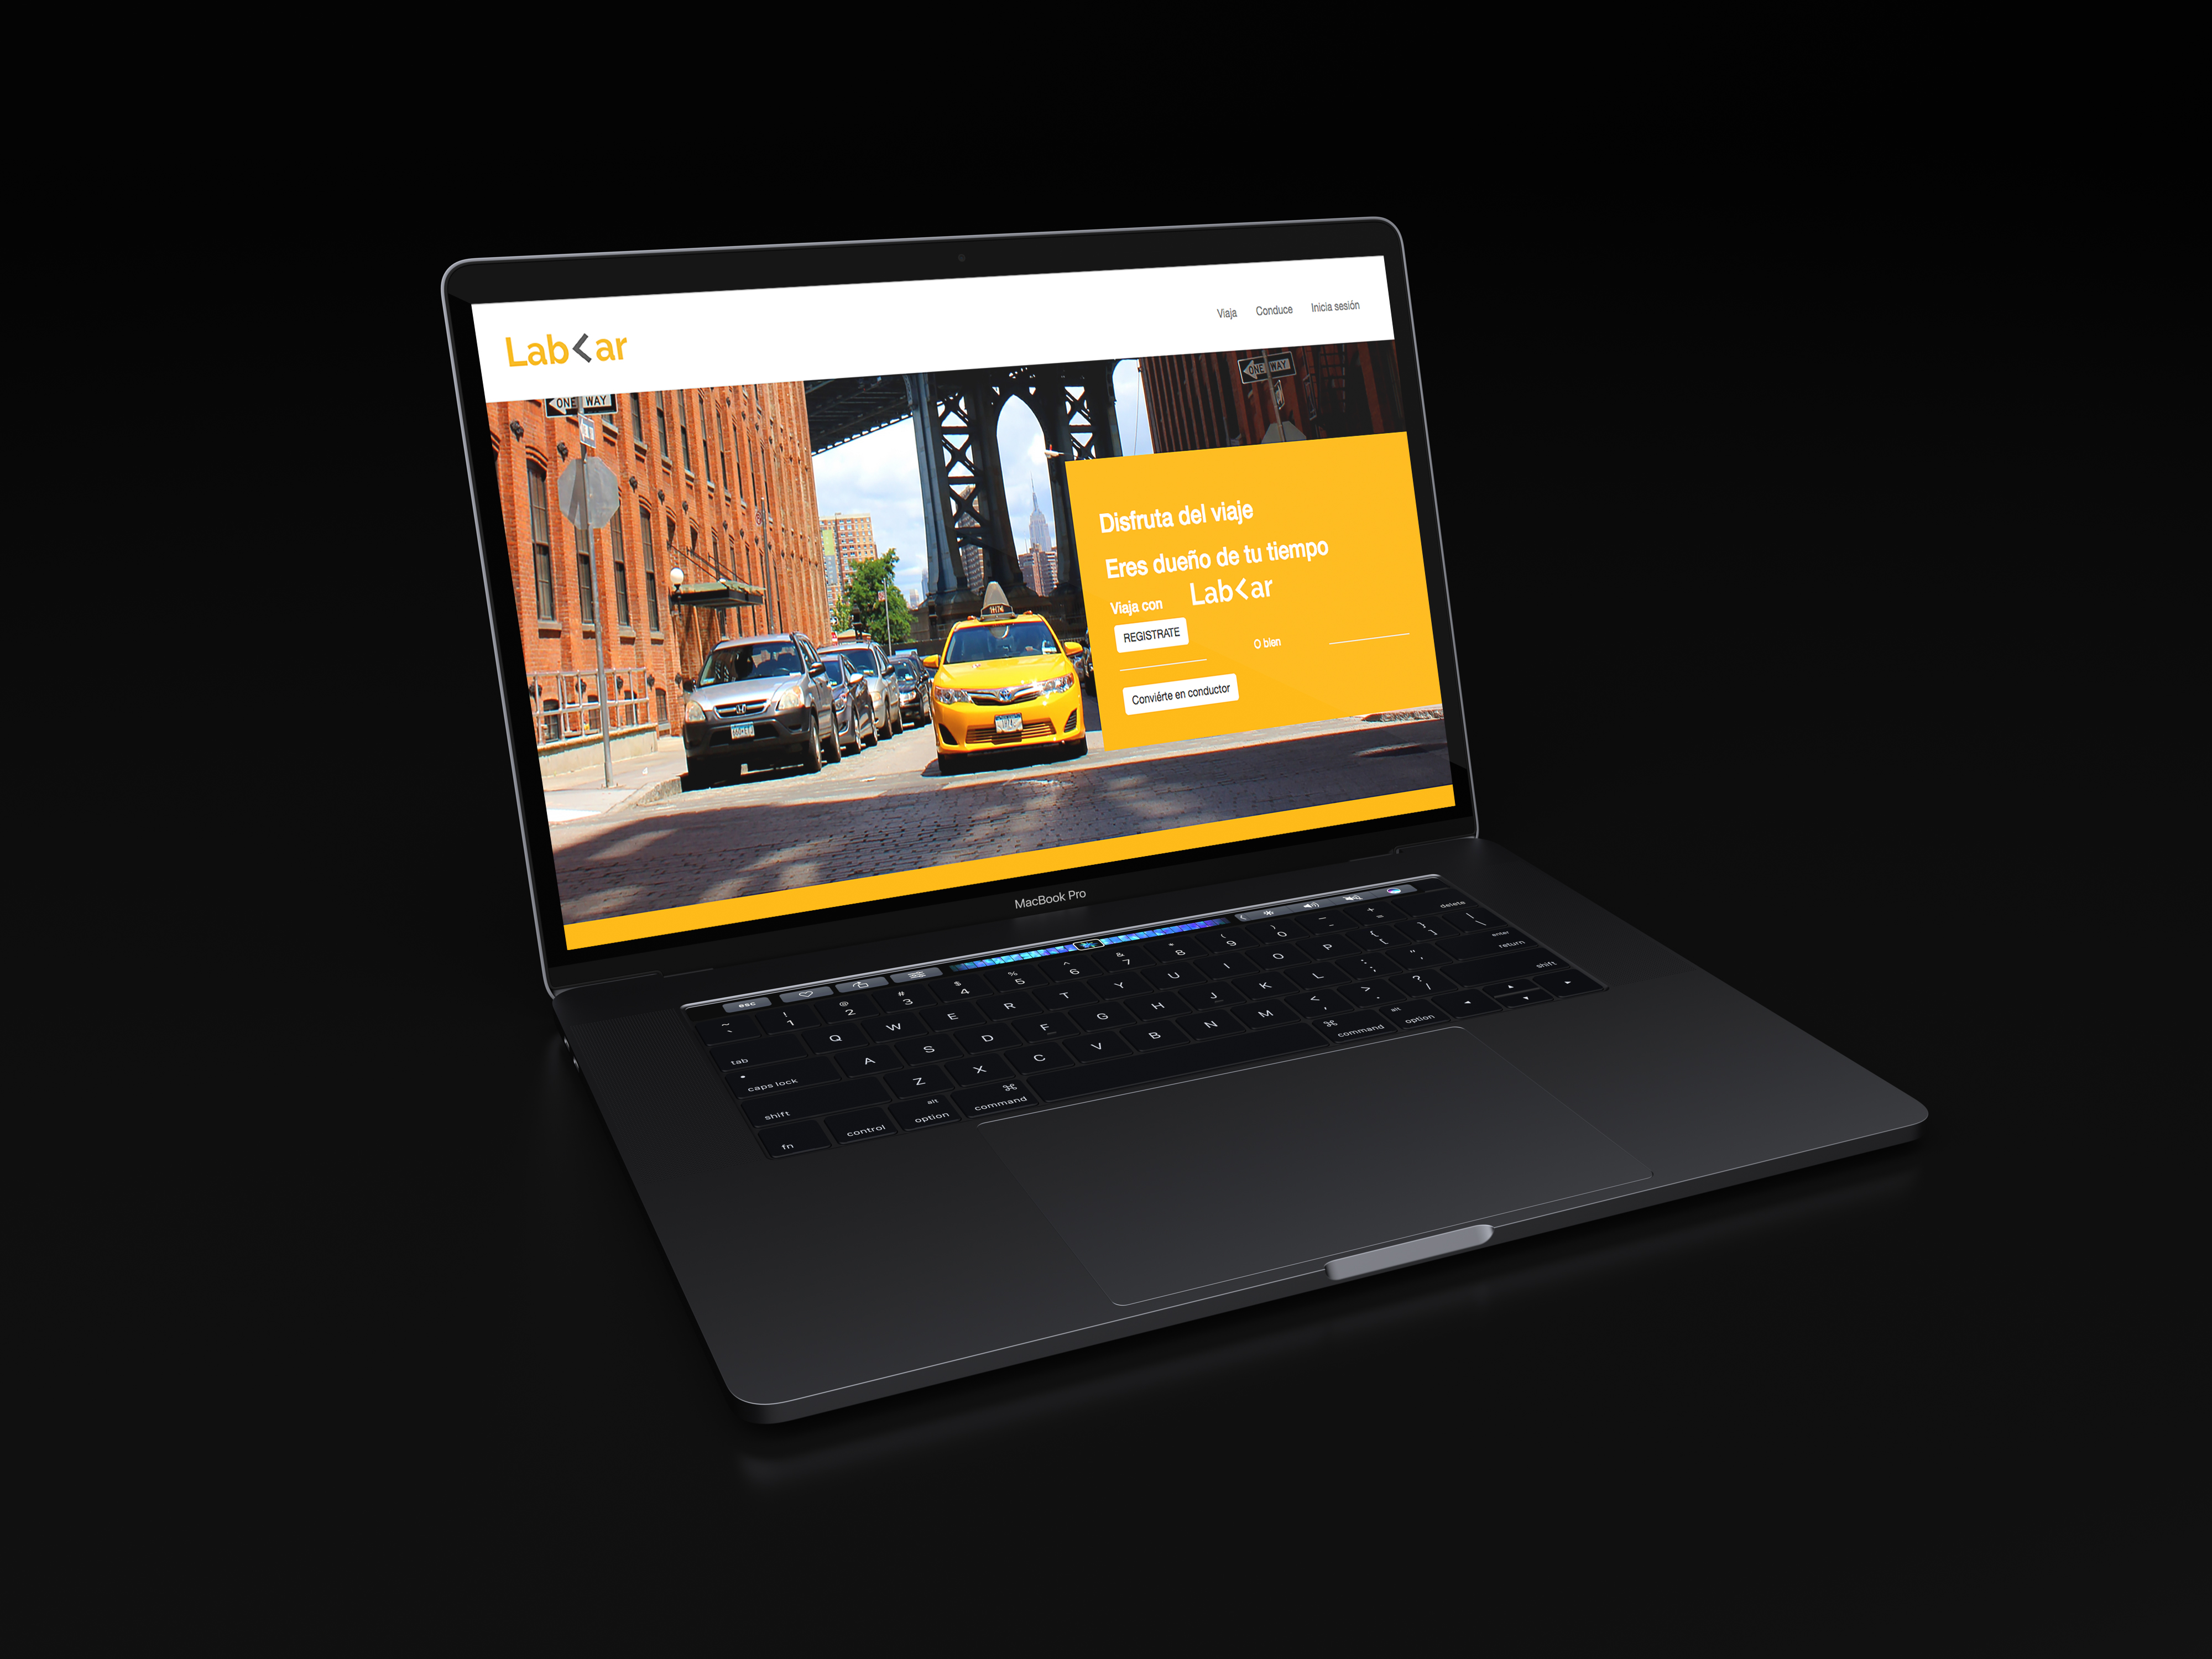 Viaja Conduce Inicia sesión
Lab<ar
ONE WAY
ONE WAY
Disfruta del viaje
Eres dueño de tu tiempo
Viaja con Lab<ar
REGISTRATE
O bien
Conviérte en conductor
MacBook Pro
esc
~ ! @ # $ % ^ & * ( ) _ + delete
` 1 2 3 4 5 6 7 8 9 0 - =
tab Q W E R T Y U I O P { [ } ] | \
caps lock A S D F G H J K L : ; " ' enter return
shift Z X C V B N M < , > . ? / shift
fn control alt option ⌘ command ⌘ command alt option